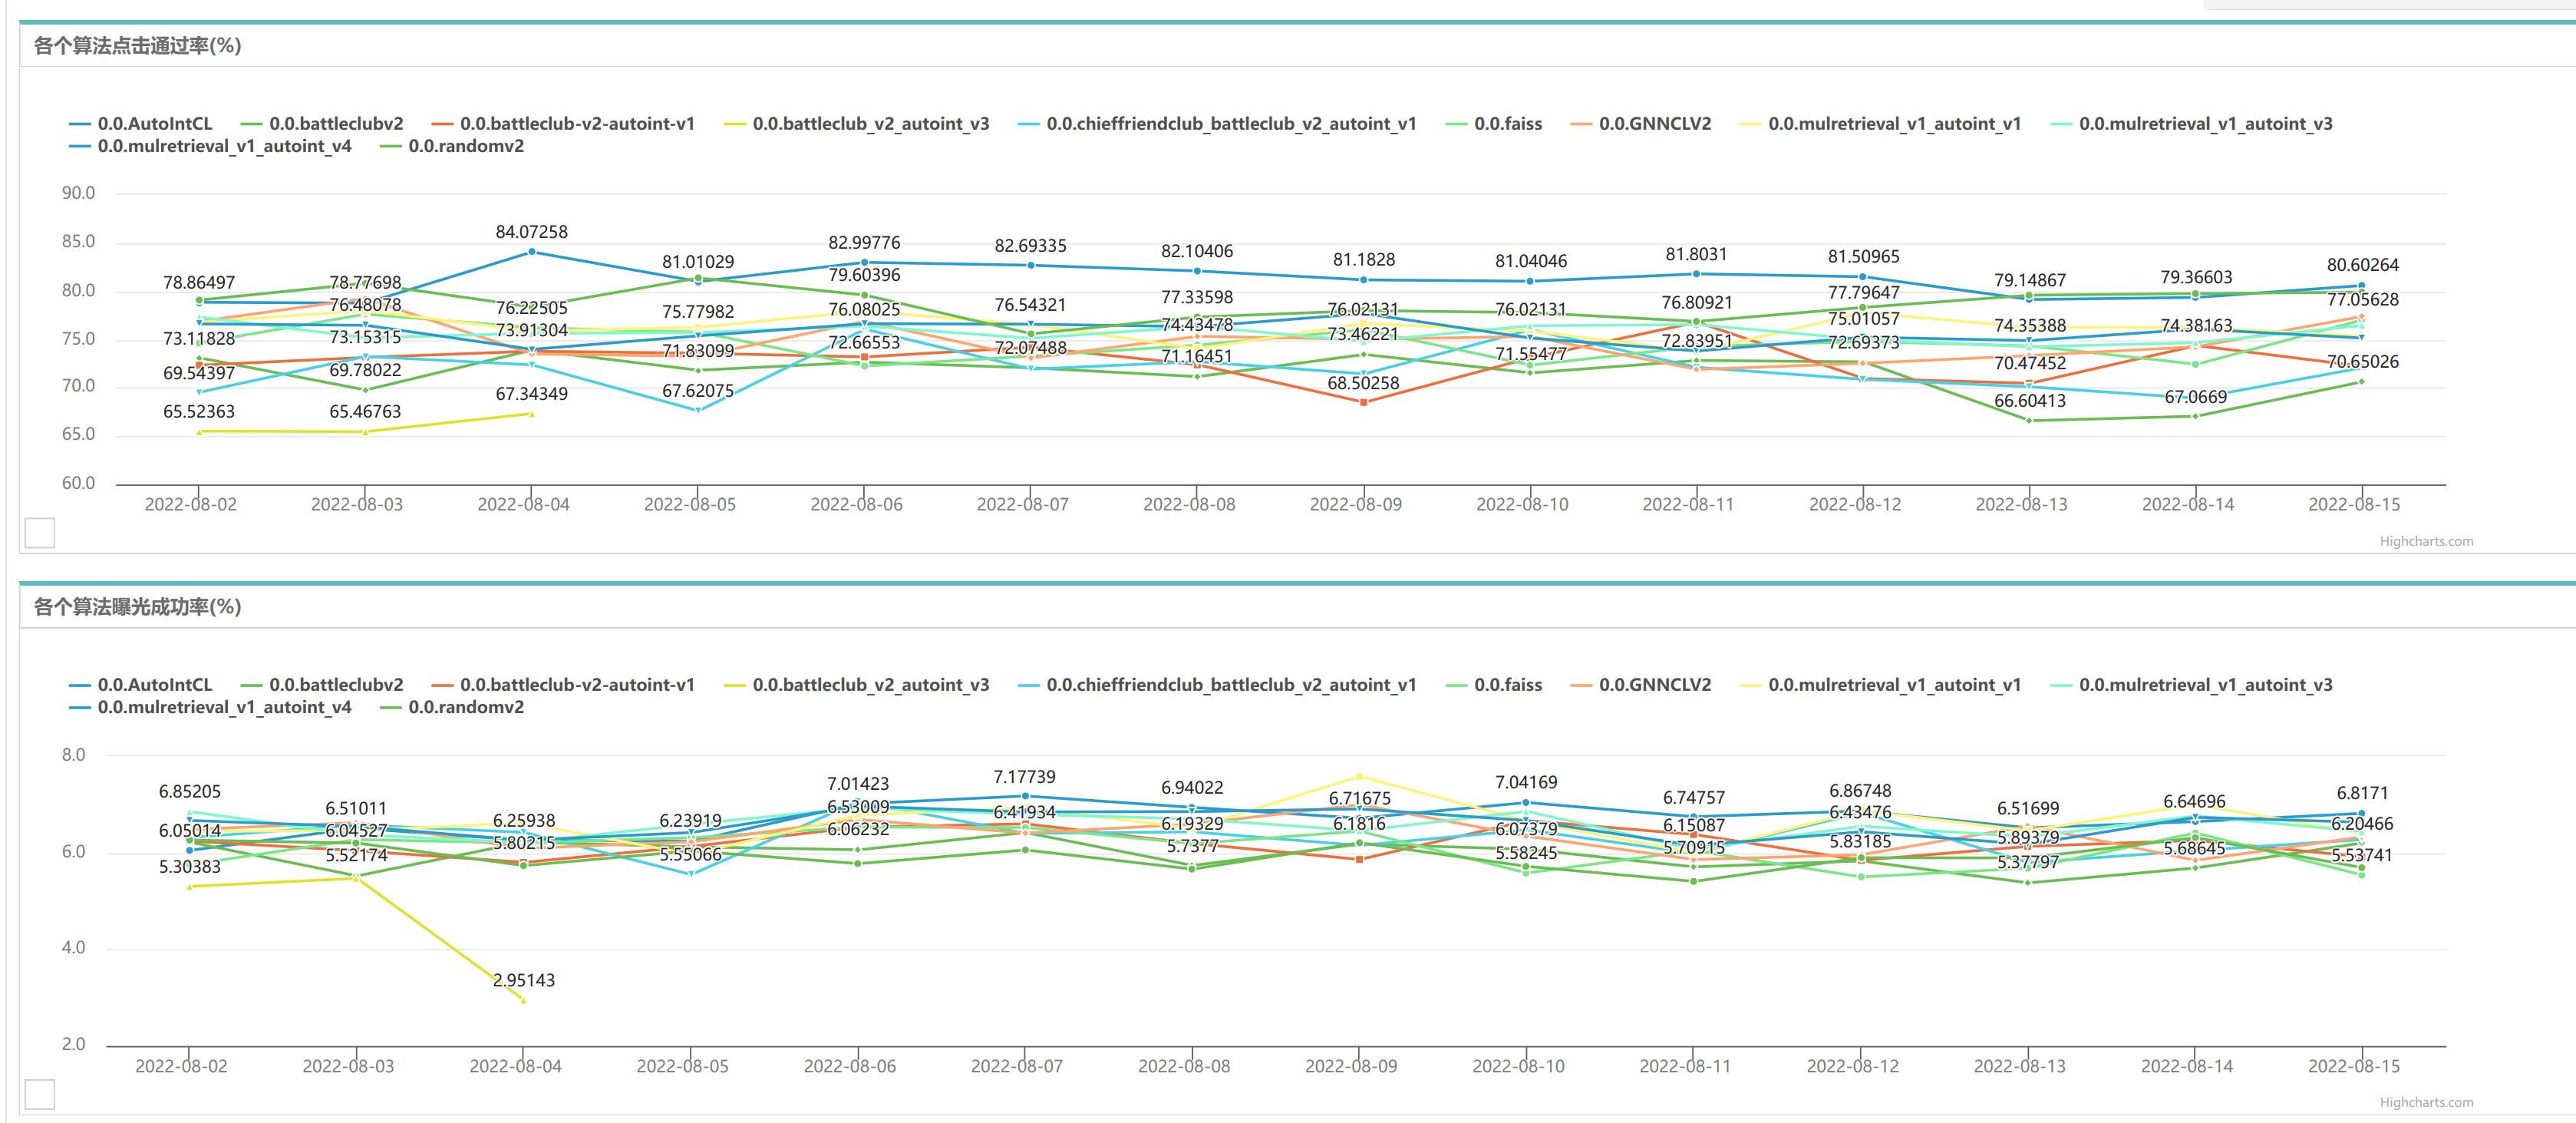 各个算法点击通过率(%)
0.0.AutoIntCL 0.0.battleclubv2 0.0.battleclub-v2-autoint-v1 0.0.battleclub_v2_autoint_v3 0.0.chieffriendclub_battleclub_v2_autoint_v1 0.0.faiss 0.0.GNNCLV2 0.0.mulretrieval_v1_autoint_v1 0.0.mulretrieval_v1_autoint_v3
0.0.mulretrieval_v1_autoint_v4 0.0.randomv2
90.0
85.0
80.0
75.0
70.0
65.0
60.0
78.86497 73.11828 69.54397 65.52363
78.77698 76.48078 73.15315 69.78022 65.46763
84.07258 76.22505 73.91304 67.34349
81.01029 75.77982 71.83099 67.62075
82.99776 79.60396 76.08025 72.66553
82.69335 76.54321 72.07488
82.10406 77.33598 74.43478 71.16451
81.1828 76.02131 73.46221 68.50258
81.04046 76.02131 71.55477
81.8031 76.80921 72.83951
81.50965 77.79647 75.01057 72.69373
79.14867 74.35388 70.47452 66.60413
79.36603 74.38163 67.0669
80.60264 77.05628 70.65026
2022-08-02 2022-08-03 2022-08-04 2022-08-05 2022-08-06 2022-08-07 2022-08-08 2022-08-09 2022-08-10 2022-08-11 2022-08-12 2022-08-13 2022-08-14 2022-08-15
Highcharts.com
各个算法曝光成功率(%)
0.0.AutoIntCL 0.0.battleclubv2 0.0.battleclub-v2-autoint-v1 0.0.battleclub_v2_autoint_v3 0.0.chieffriendclub_battleclub_v2_autoint_v1 0.0.faiss 0.0.GNNCLV2 0.0.mulretrieval_v1_autoint_v1 0.0.mulretrieval_v1_autoint_v3
0.0.mulretrieval_v1_autoint_v4 0.0.randomv2
8.0
6.0
4.0
2.0
6.85205 6.05014 5.30383
6.51011 6.04527 5.52174
6.25938 5.80215 2.95143
6.23919 5.55066
7.01423 6.53009 6.06232
7.17739 6.41934
6.94022 6.19329 5.7377
6.71675 6.1816
7.04169 6.07379 5.58245
6.74757 6.15087 5.70915
6.86748 6.43476 5.83185
6.51699 5.89379 5.37797
6.64696 5.68645
6.8171 6.20466 5.53741
2022-08-02 2022-08-03 2022-08-04 2022-08-05 2022-08-06 2022-08-07 2022-08-08 2022-08-09 2022-08-10 2022-08-11 2022-08-12 2022-08-13 2022-08-14 2022-08-15
Highcharts.com